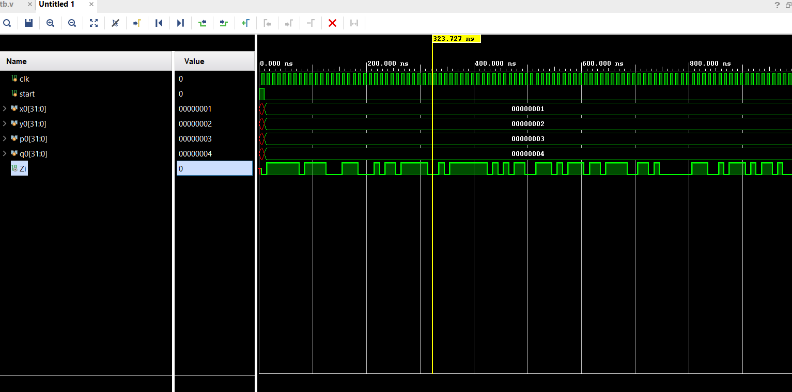 tb.v × Untitled 1 ×
323.727 ns
Name Value
0.000 ns 200.000 ns 400.000 ns 600.000 ns 800.000 ns
clk 0
start 0
x0[31:0] 00000001 00000001
y0[31:0] 00000002 00000002
p0[31:0] 00000003 00000003
q0[31:0] 00000004 00000004
Zi 0